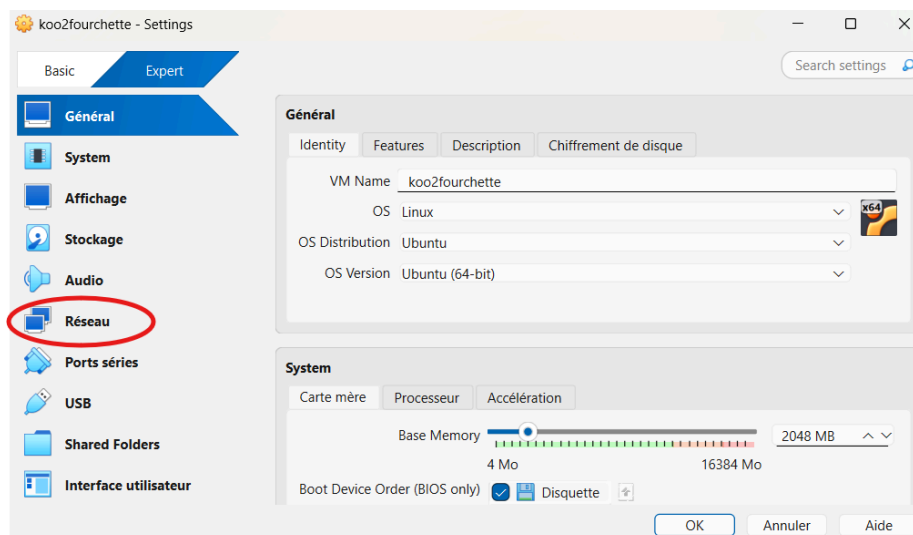 koo2fourchette - Settings
Basic
Expert
Search settings
Général
System
Affichage
Stockage
Audio
Réseau
Ports séries
USB
Shared Folders
Interface utilisateur
Général
Identity
Features
Description
Chiffrement de disque
VM Name koo2fourchette
OS Linux
x64
OS Distribution Ubuntu
OS Version Ubuntu (64-bit)
System
Carte mère
Processeur
Accélération
Base Memory
2048 MB
4 Mo
16384 Mo
Boot Device Order (BIOS only)
Disquette
OK
Annuler
Aide